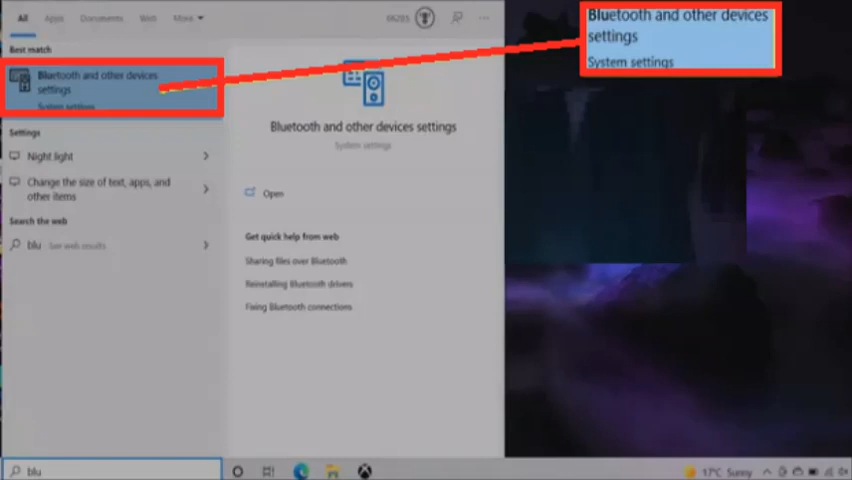 All Apps Documents Web More
Best match
Bluetooth and other devices
settings
System settings
Settings
Night light
Change the size of text, apps, and
other items
Search the web
blu See web results
Bluetooth and other devices settings
System settings
Open
Get quick help from web
Sharing files over Bluetooth
Reinstalling Bluetooth drivers
Fixing Bluetooth connections
Bluetooth and other devices
settings
System settings
blu
17°C Sunny